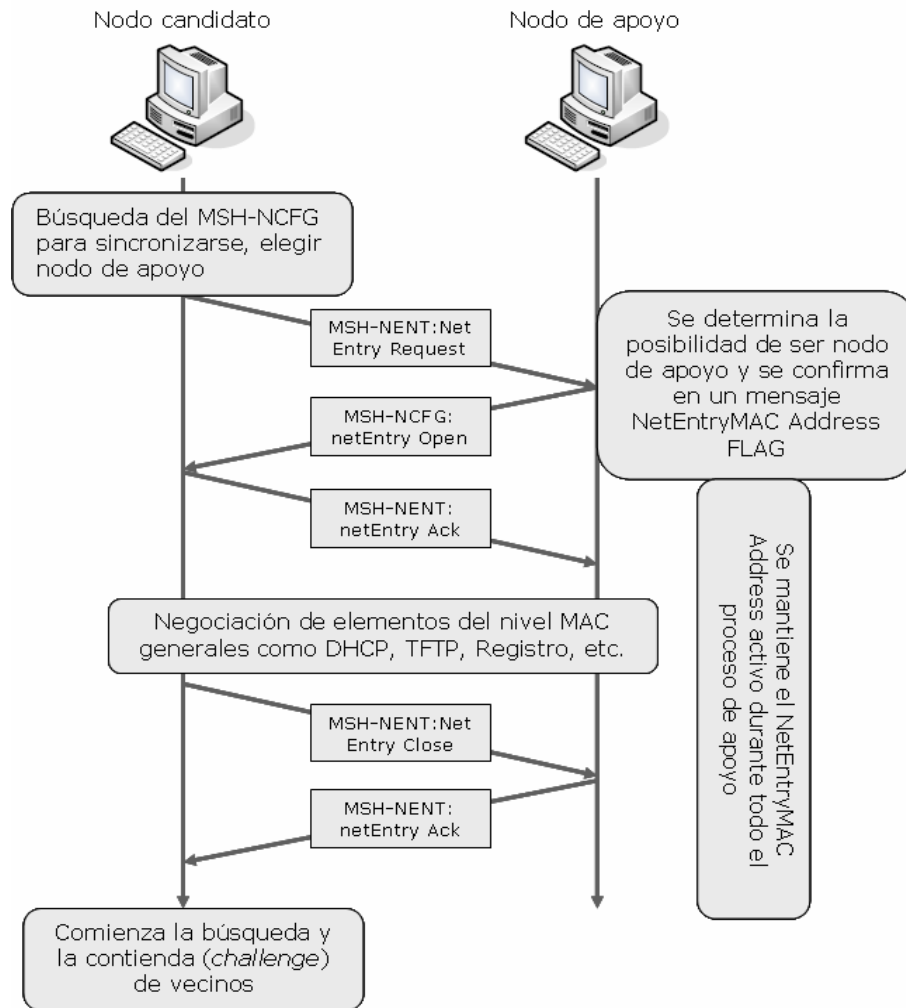 Nodo candidato
Nodo de apoyo
Búsqueda del MSH-NCFG
para sincronizarse, elegir
nodo de apoyo
MSH-NENT:Net
Entry Request
Se determina la
posibilidad de ser nodo
de apoyo y se confirma
en un mensaje
NetEntryMAC Address
FLAG
MSH-NCFG:
netEntry Open
MSH-NENT:
netEntry Ack
Se mantiene el NetEntryMAC
Address activo durante todo el
proceso de apoyo
Negociación de elementos del nivel MAC
generales como DHCP, TFTP, Registro, etc.
MSH-NENT:Net
Entry Close
MSH-NENT:
netEntry Ack
Comienza la búsqueda y
la contienda (challenge)
de vecinos